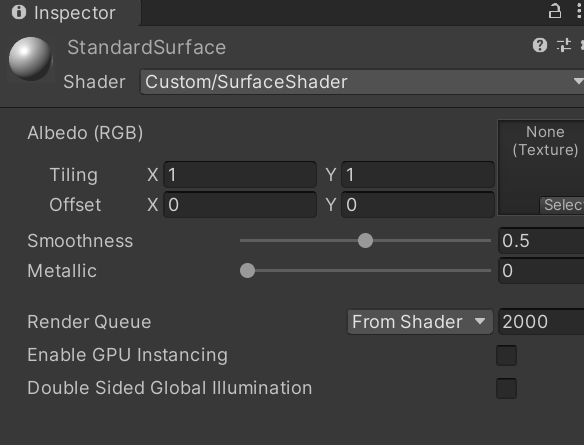 Inspector
StandardSurface
Shader Custom/SurfaceShader
Albedo (RGB)
None
(Texture)
Tiling X 1 Y 1
Offset X 0 Y 0
Selec
Smoothness 0.5
Metallic 0
Render Queue From Shader 2000
Enable GPU Instancing
Double Sided Global Illumination